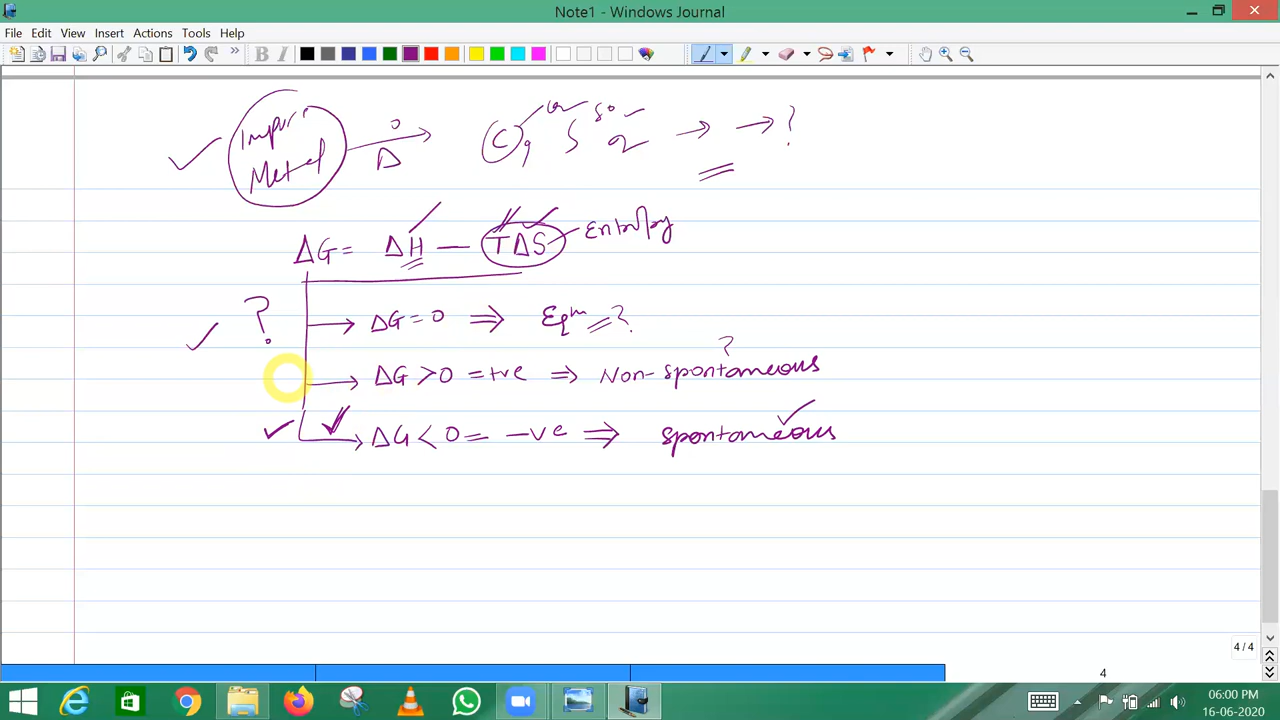 Note1 - Windows Journal
File Edit View Insert Actions Tools Help
Impure
Metal
Δ
ΔG = ΔH — TΔS Entropy
? ΔG = 0 ⇒ Eqm ?
?
ΔG > 0 = +ve ⇒ Non-spontaneous
ΔG < 0 = -ve ⇒ spontaneous
4 / 4
4
06:00 PM
16-06-2020